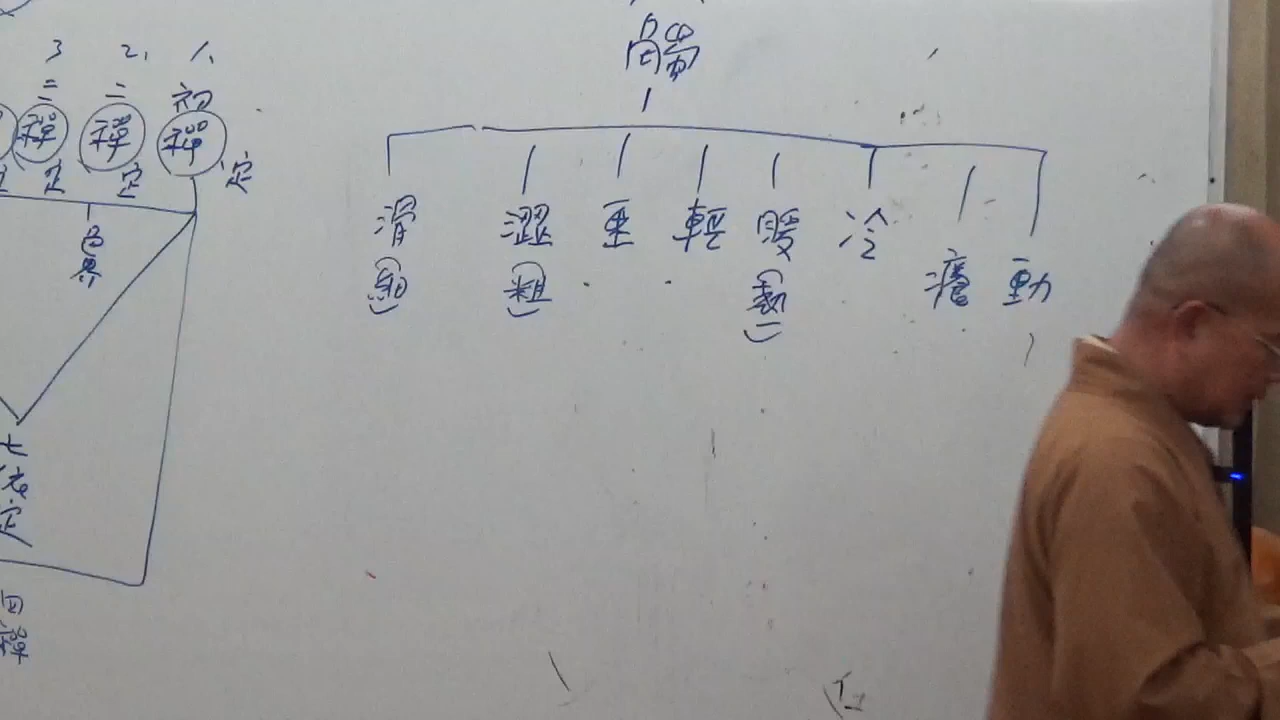 觸
滑 澀 重 輕 暖 冷 癢 動
(細) (粗) (熱)
3 2. 1.
三 二 初
禪 禪 禪
定 定 定
色界
七依定
四禪